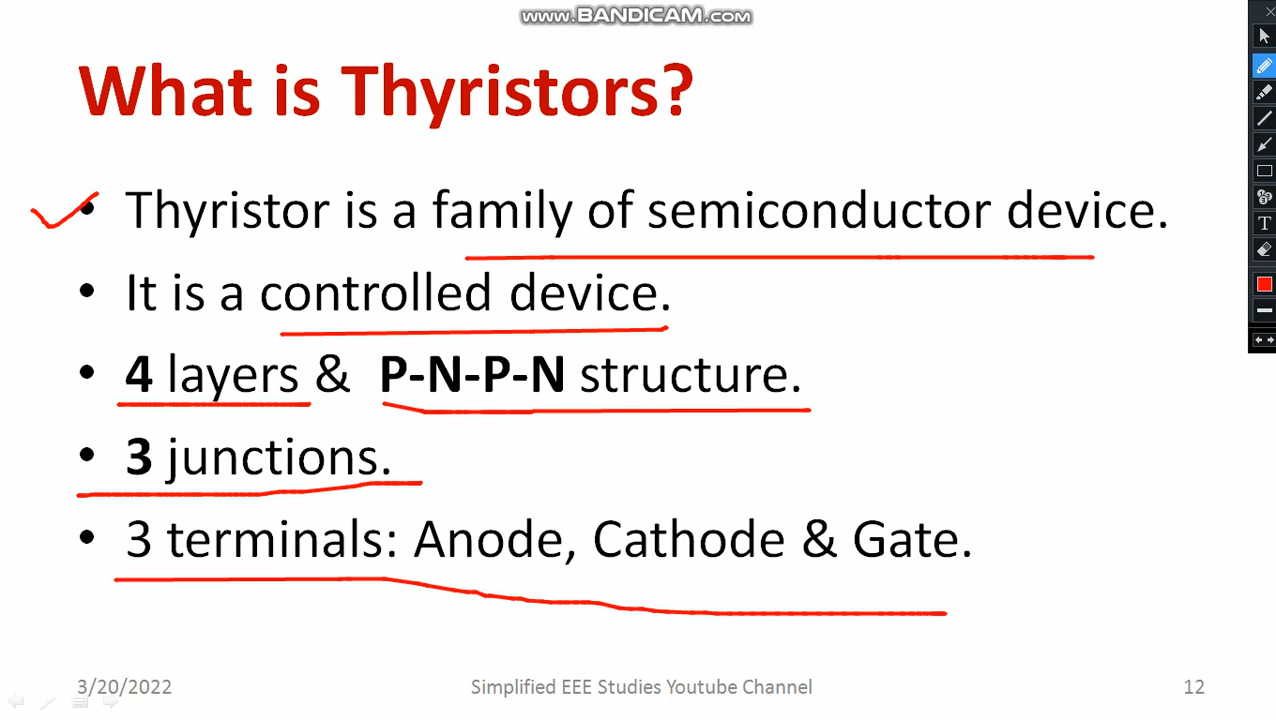 www.BANDICAM.com
What is Thyristors?
• Thyristor is a family of semiconductor device.
• It is a controlled device.
• 4 layers & P-N-P-N structure.
• 3 junctions.
• 3 terminals: Anode, Cathode & Gate.
3/20/2022 Simplified EEE Studies Youtube Channel 12